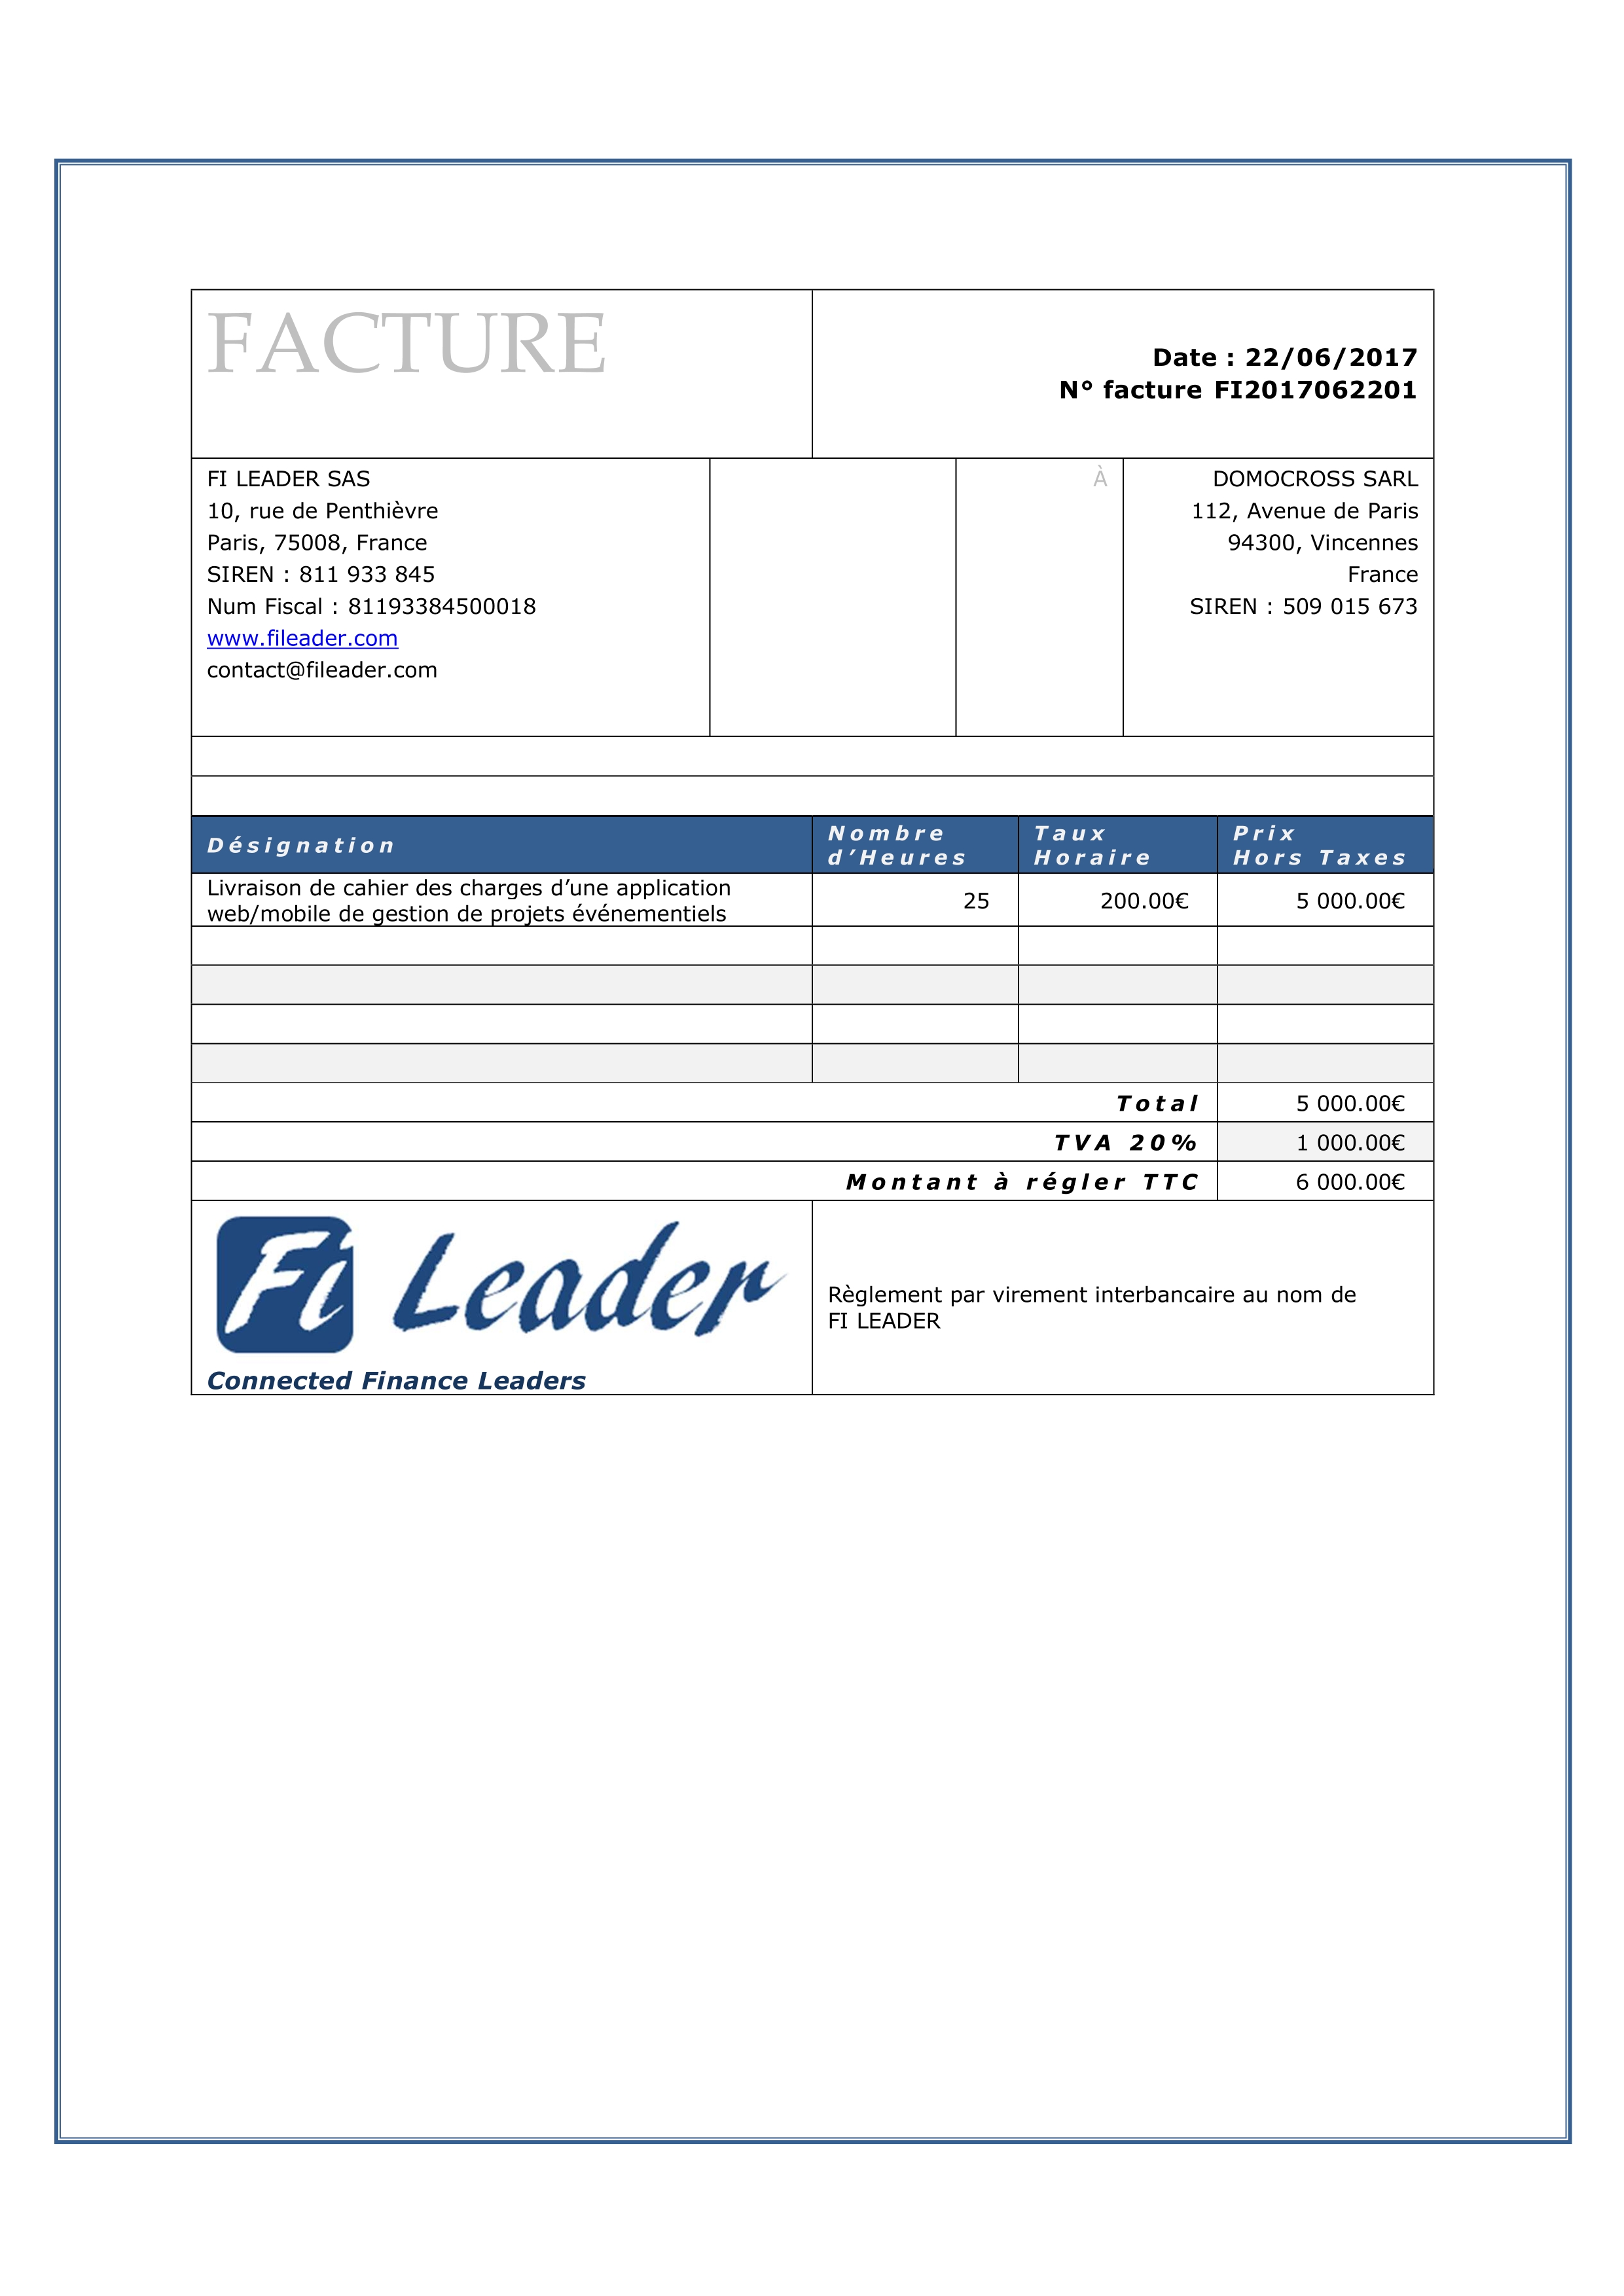 FACTURE
Date : 22/06/2017
N° facture FI2017062201
FI LEADER SAS
10, rue de Penthièvre
Paris, 75008, France
SIREN : 811 933 845
Num Fiscal : 81193384500018
www.fileader.com
contact@fileader.com
À
DOMOCROSS SARL
112, Avenue de Paris
94300, Vincennes
France
SIREN : 509 015 673
Désignation
Nombre
d’Heures
Taux
Horaire
Prix
Hors Taxes
Livraison de cahier des charges d’une application
web/mobile de gestion de projets événementiels
25
200.00€
5 000.00€
Total 5 000.00€
TVA 20% 1 000.00€
Montant à régler TTC 6 000.00€
Fi Leader
Connected Finance Leaders
Règlement par virement interbancaire au nom de
FI LEADER